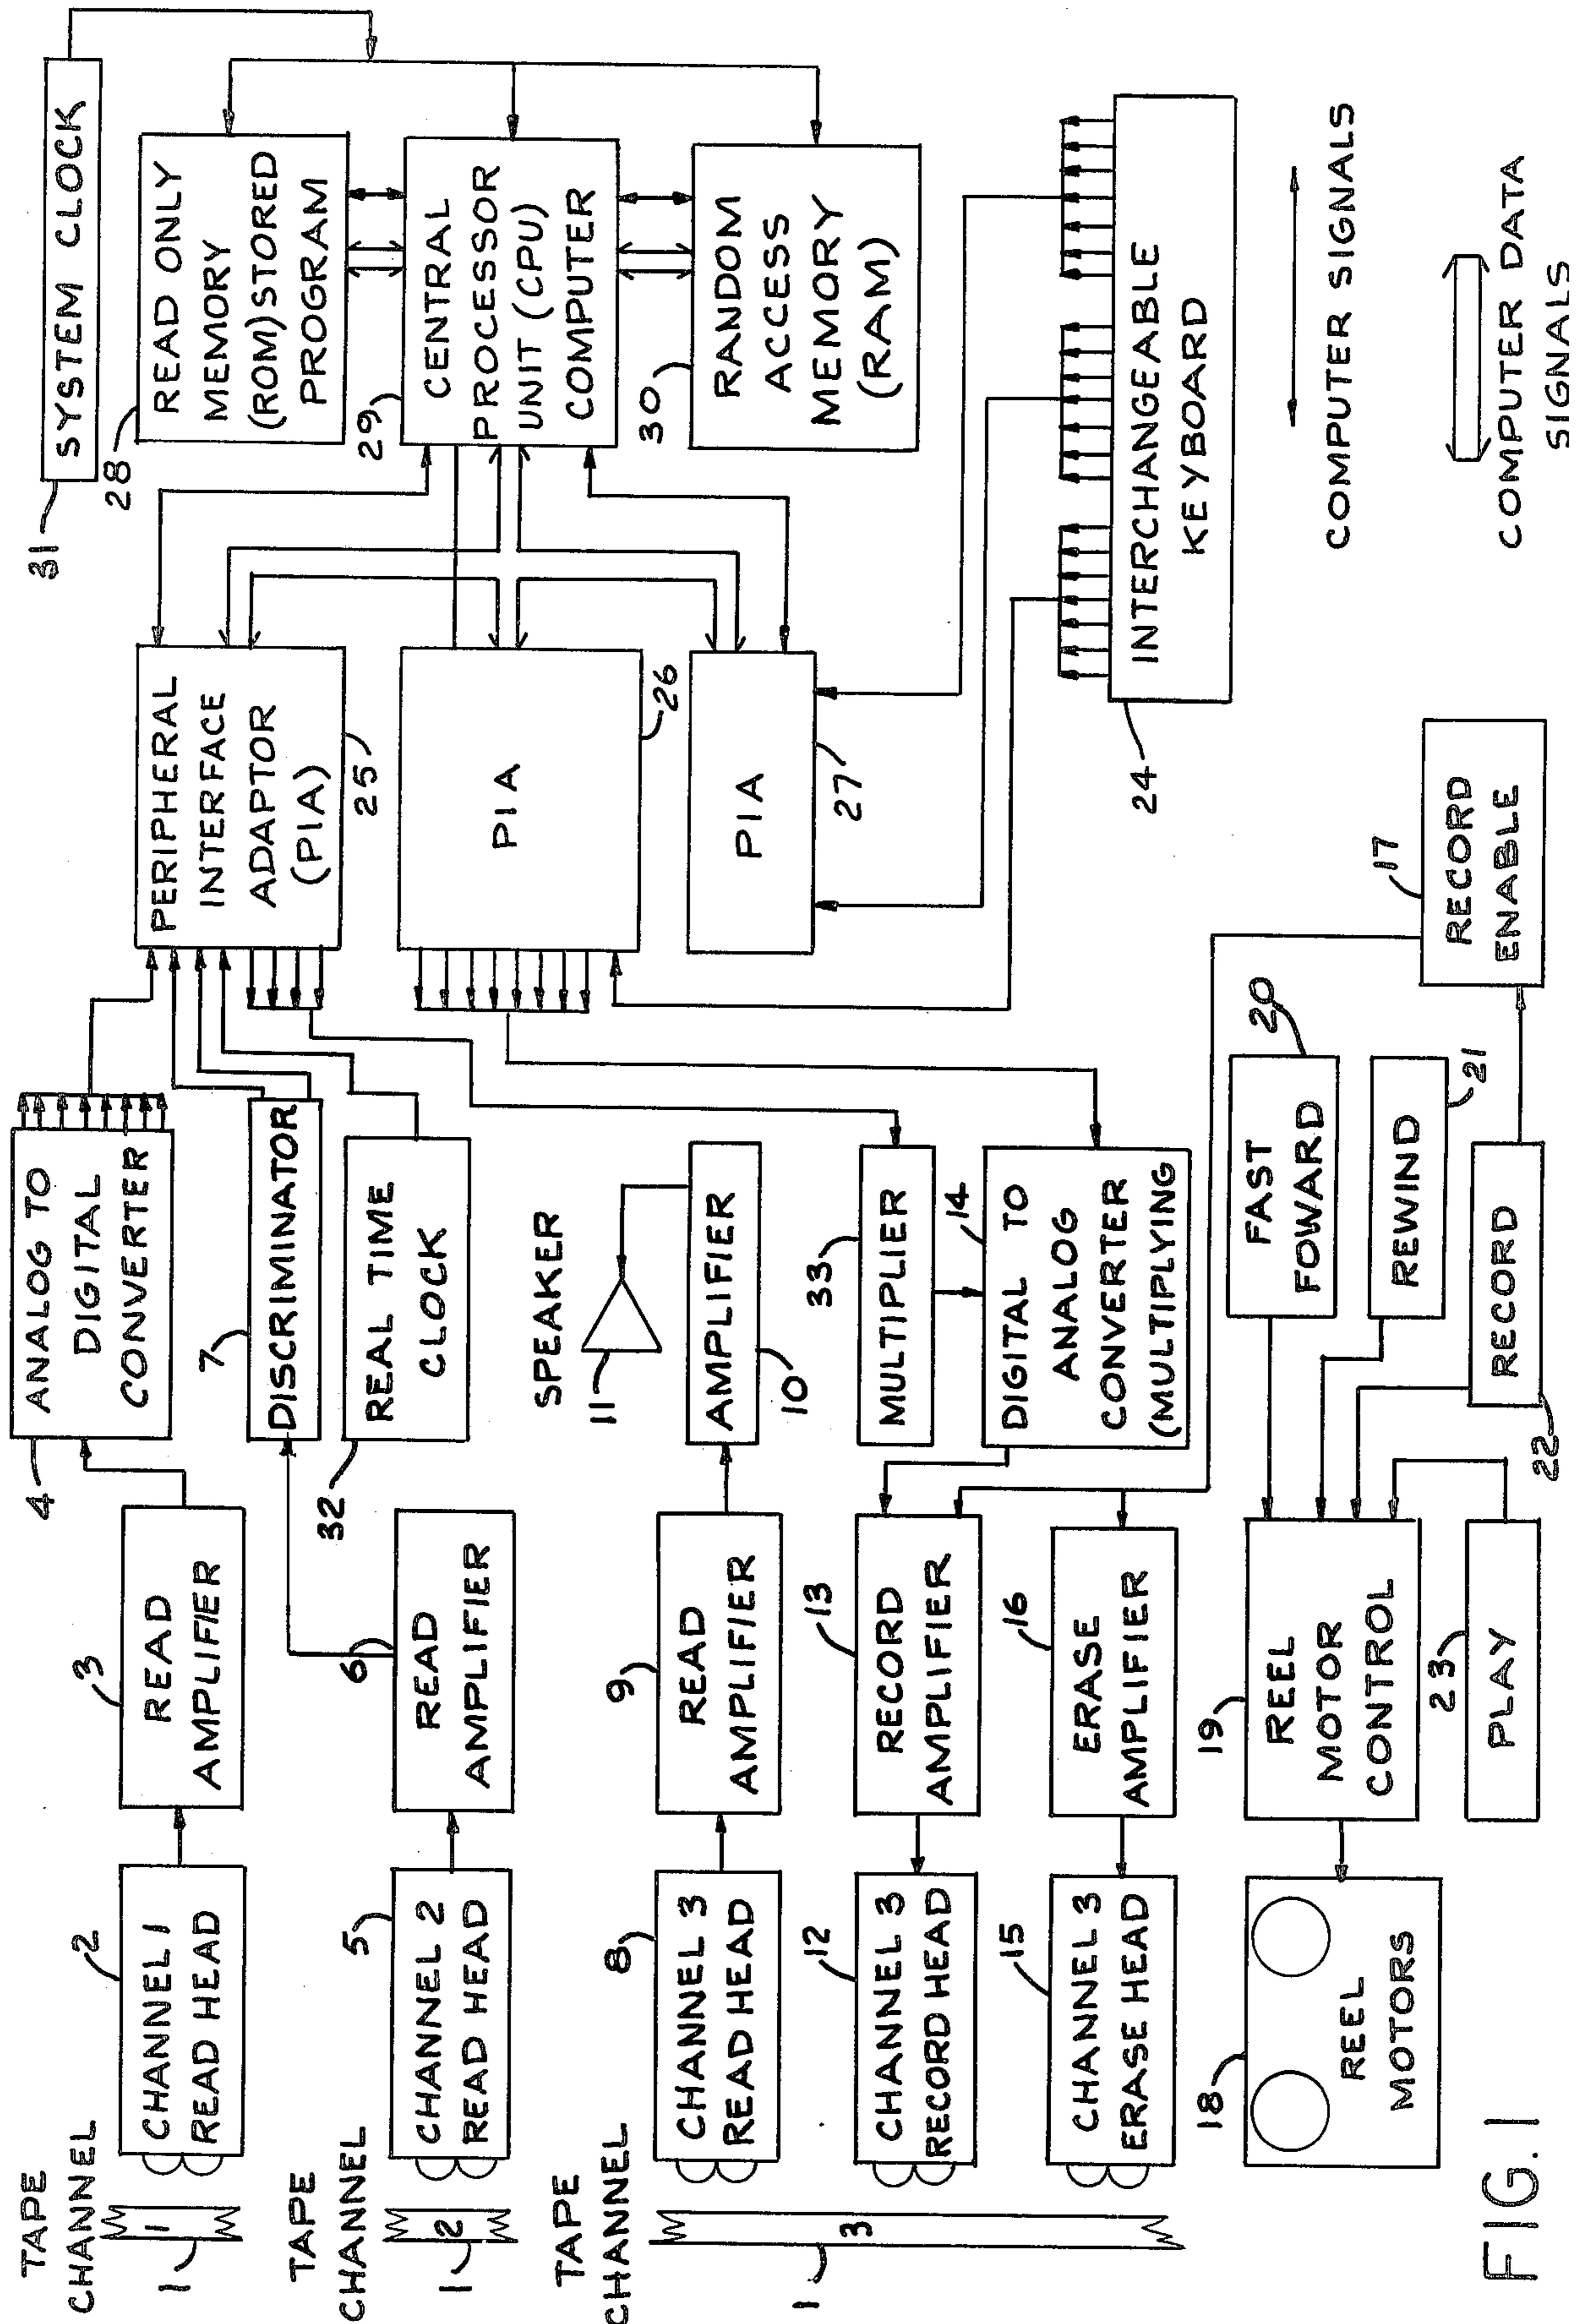 TAPE
CHANNEL
1
1
2
CHANNEL 1
READ HEAD
3
READ
AMPLIFIER
4
ANALOG TO
DIGITAL
CONVERTER
TAPE
CHANNEL
2
1
5
CHANNEL 2
READ HEAD
6
READ
AMPLIFIER
7
DISCRIMINATOR
32
REAL TIME
CLOCK
TAPE
CHANNEL
3
1
8
CHANNEL 3
READ HEAD
9
READ
AMPLIFIER
10
AMPLIFIER
SPEAKER
11
12
CHANNEL 3
RECORD HEAD
13
RECORD
AMPLIFIER
33
MULTIPLIER
14
DIGITAL TO
ANALOG
CONVERTER
(MULTIPLYING
15
CHANNEL 3
ERASE HEAD
16
ERASE
AMPLIFIER
18
REEL
MOTORS
19
REEL
MOTOR
CONTROL
FAST
FOWARD
20
REWIND
21
RECORD
22
23
PLAY
17
RECORD
ENABLE
PERIPHERAL
INTERFACE
ADAPTOR
(PIA)
25
PIA
26
PIA
27
31
SYSTEM CLOCK
28
READ ONLY
MEMORY
(ROM) STORED
PROGRAM
29
CENTRAL
PROCESSOR
UNIT (CPU)
COMPUTER
30
RANDOM
ACCESS
MEMORY
(RAM)
24
INTERCHANGEABLE
KEYBOARD
COMPUTER SIGNALS
COMPUTER DATA
SIGNALS
FIG. 1